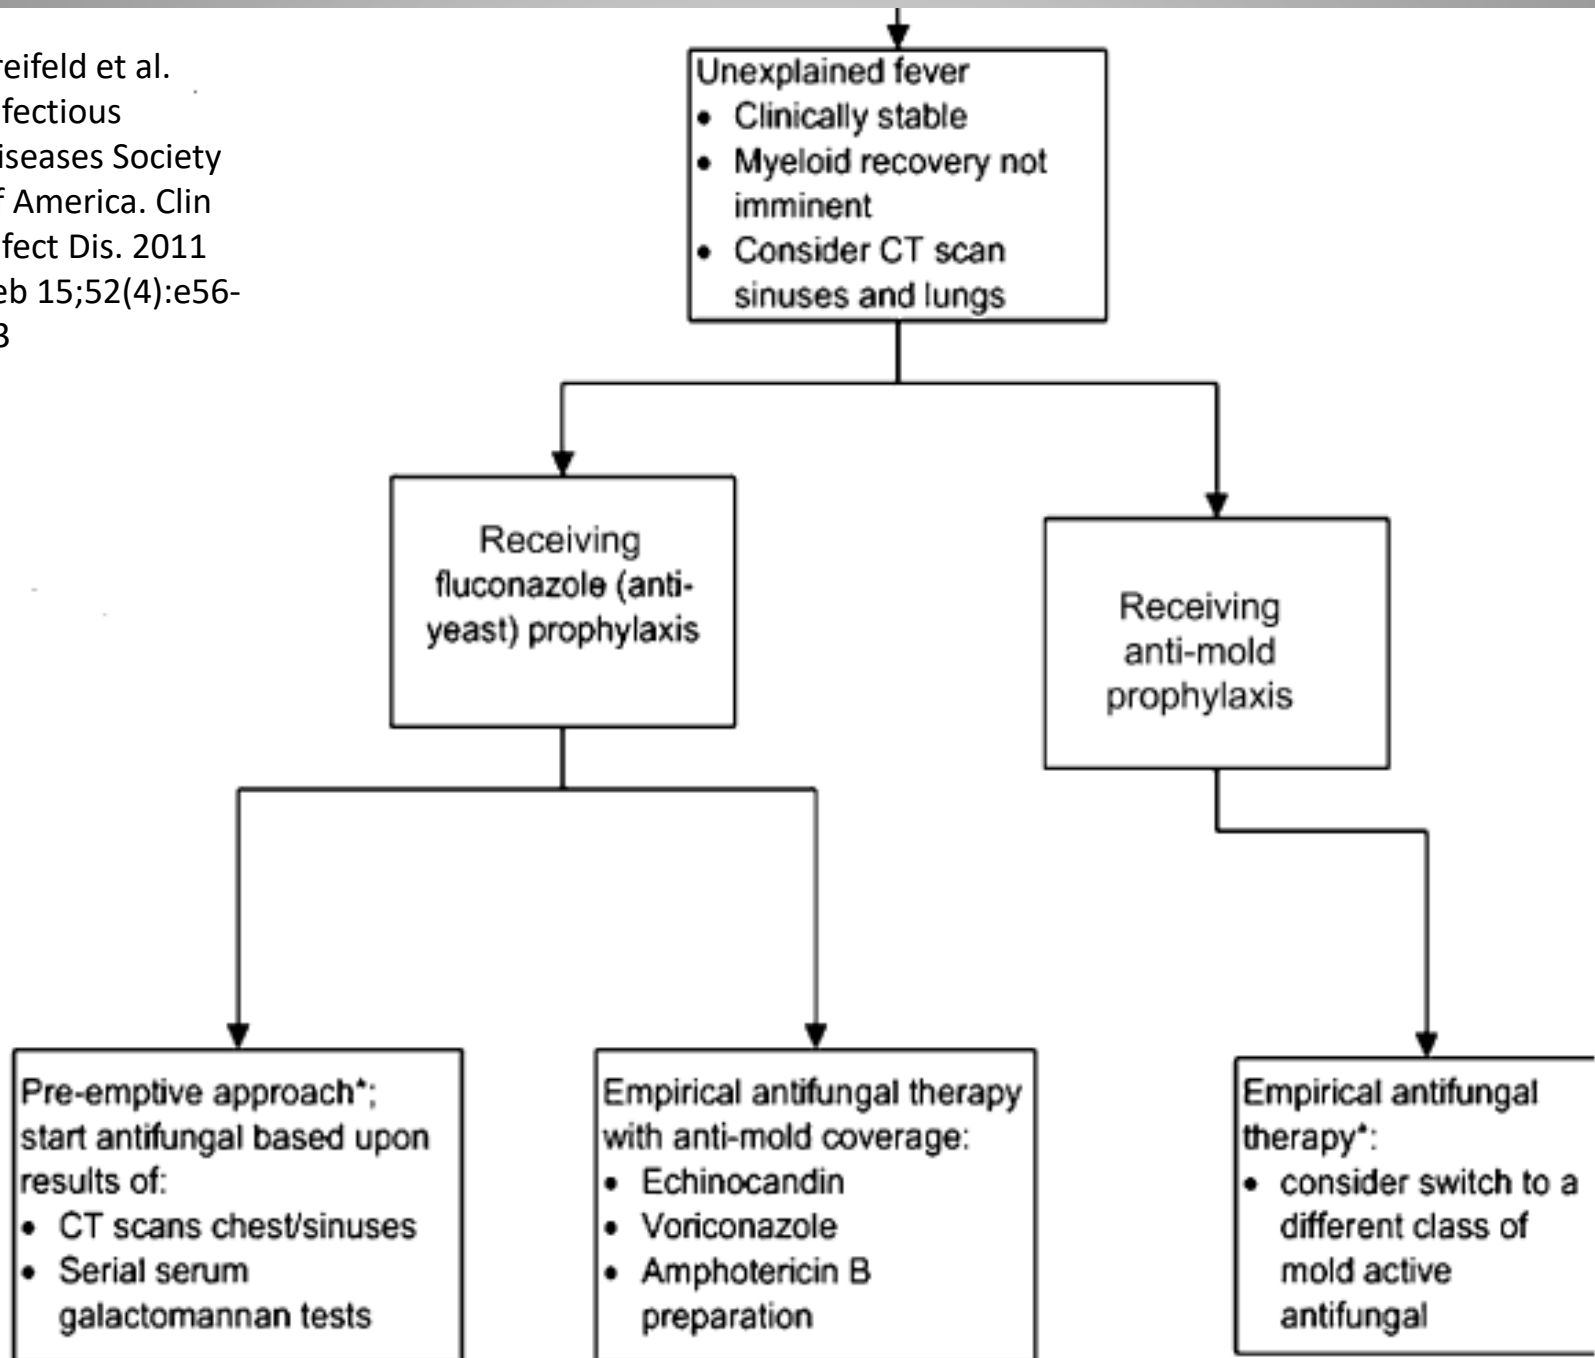 reifeld et al.
fectious
iseases Society
f America. Clin
fect Dis. 2011
eb 15;52(4):e56-
3
Unexplained fever
• Clinically stable
• Myeloid recovery not
imminent
• Consider CT scan
sinuses and lungs
Receiving
fluconazole (anti-
yeast) prophylaxis
Receiving
anti-mold
prophylaxis
Pre-emptive approach*;
start antifungal based upon
results of:
• CT scans chest/sinuses
• Serial serum
galactomannan tests
Empirical antifungal therapy
with anti-mold coverage:
• Echinocandin
• Voriconazole
• Amphotericin B
preparation
Empirical antifungal
therapy*:
• consider switch to a
different class of
mold active
antifungal